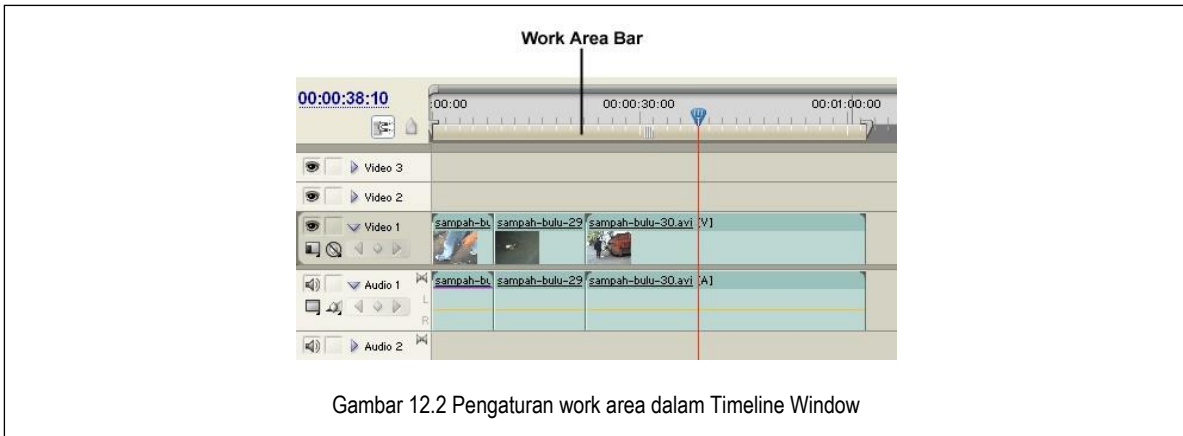 Work Area Bar
00:00:38:10
:00:00 00:00:30:00 00:01:00:00
Video 3
Video 2
Video 1
sampah-bu sampah-bulu-29 sampah-bulu-30.avi [V]
Audio 1
sampah-bu sampah-bulu-29 sampah-bulu-30.avi [A]
L
R
Audio 2
Gambar 12.2 Pengaturan work area dalam Timeline Window